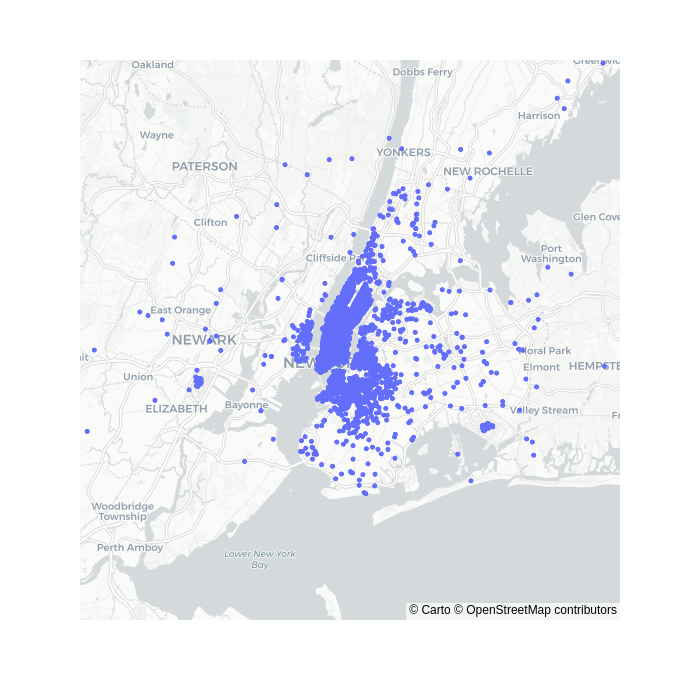 Oakland
Dobbs Ferry
Harrison
Wayne
YONKERS
PATERSON
NEW ROCHELLE
Glen Cove
Clifton
Port
Washington
Cliffside P
East Orange
NEWARK
Floral Park
NEW
Elmont
HEMPSTE
Union
Bayonne
ELIZABETH
Valley Stream
Fr
Woodbridge
Township
Perth Amboy
Lower New York
Bay
© Carto © OpenStreetMap contributors